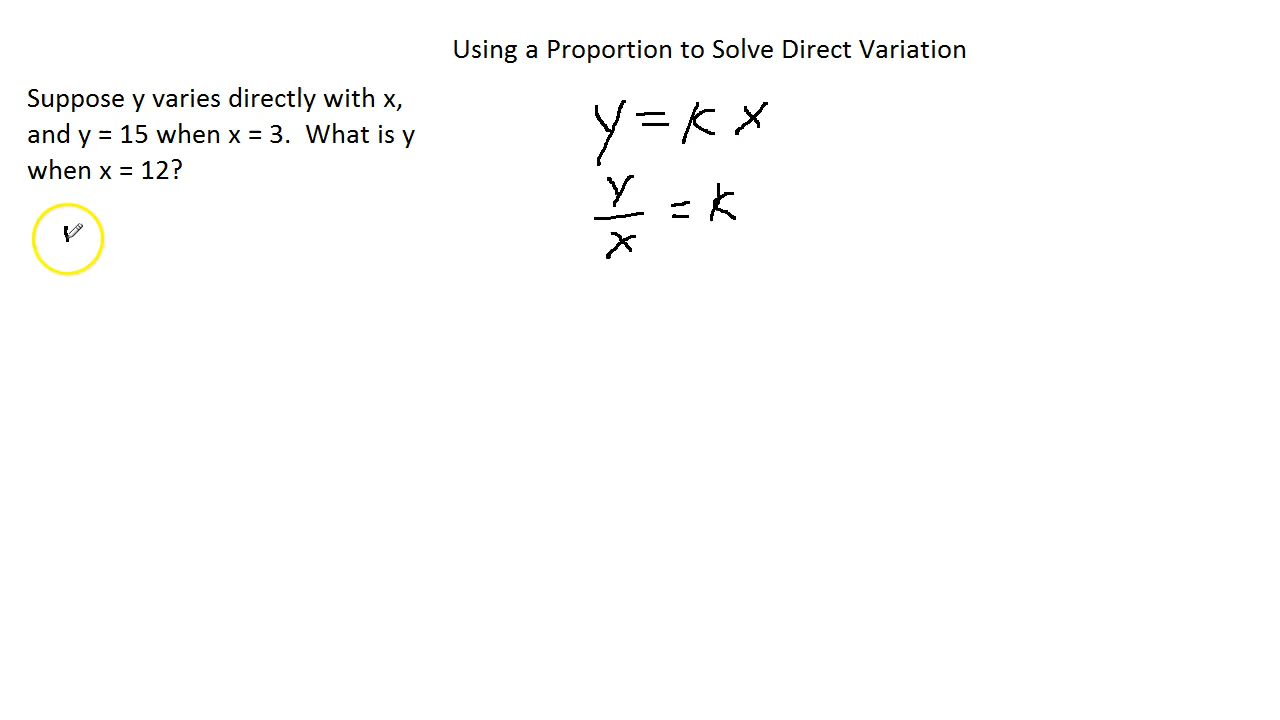 Using a Proportion to Solve Direct Variation
Suppose y varies directly with x,
and y = 15 when x = 3. What is y
when x = 12?
y = k x
y
x
= k